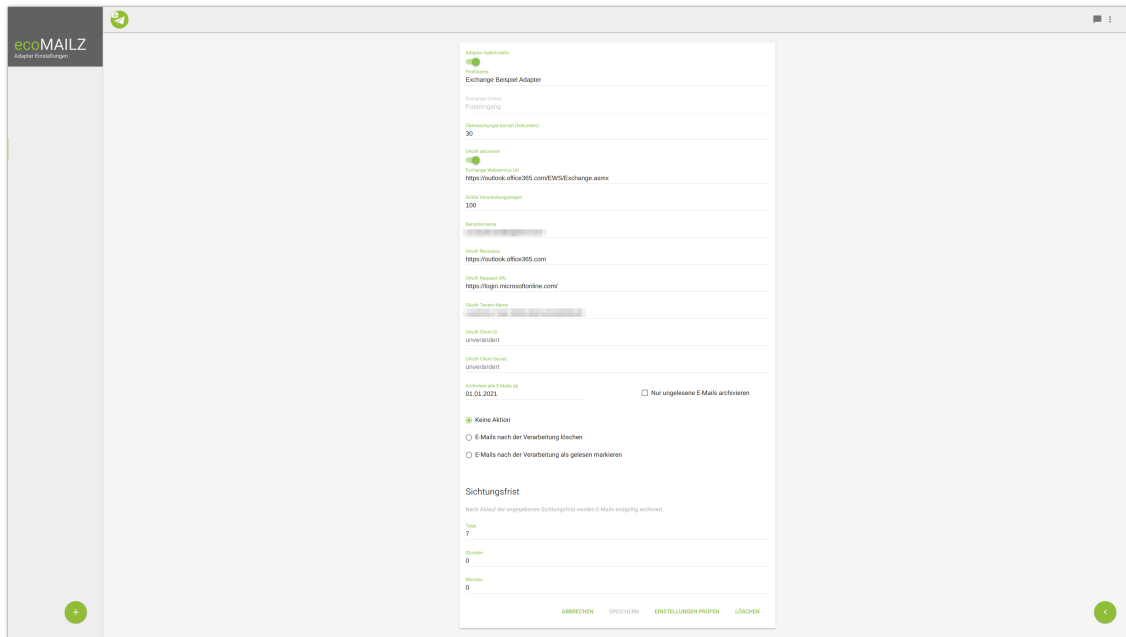 ecoMAILZ
Adapter Einstellungen
Adapter inaktiv/aktiv
Profilname
Exchange Beispiel Adapter
Exchange Ordner
Posteingang
Überwachungsintervall (Sekunden)
30
OAuth aktivieren
Exchange Webservice Url
https://outlook.office365.com/EWS/Exchange.asmx
Größe Verarbeitungsstapel
100
Benutzername
OAuth Resource
https://outlook.office365.com
OAuth Request URL
https://login.microsoftonline.com/
OAuth Tenant Name
OAuth Client ID
unverändert
OAuth Client Secret
unverändert
Archiviere alle E-Mails ab
01.01.2021
Nur ungelesene E-Mails archivieren
Keine Aktion
E-Mails nach der Verarbeitung löschen
E-Mails nach der Verarbeitung als gelesen markieren
Sichtungsfrist
Nach Ablauf der angegebenen Sichtungsfrist werden E-Mails endgültig archiviert.
Tage
7
Stunden
0
Minuten
0
ABBRECHEN SPEICHERN EINSTELLUNGEN PRÜFEN LÖSCHEN